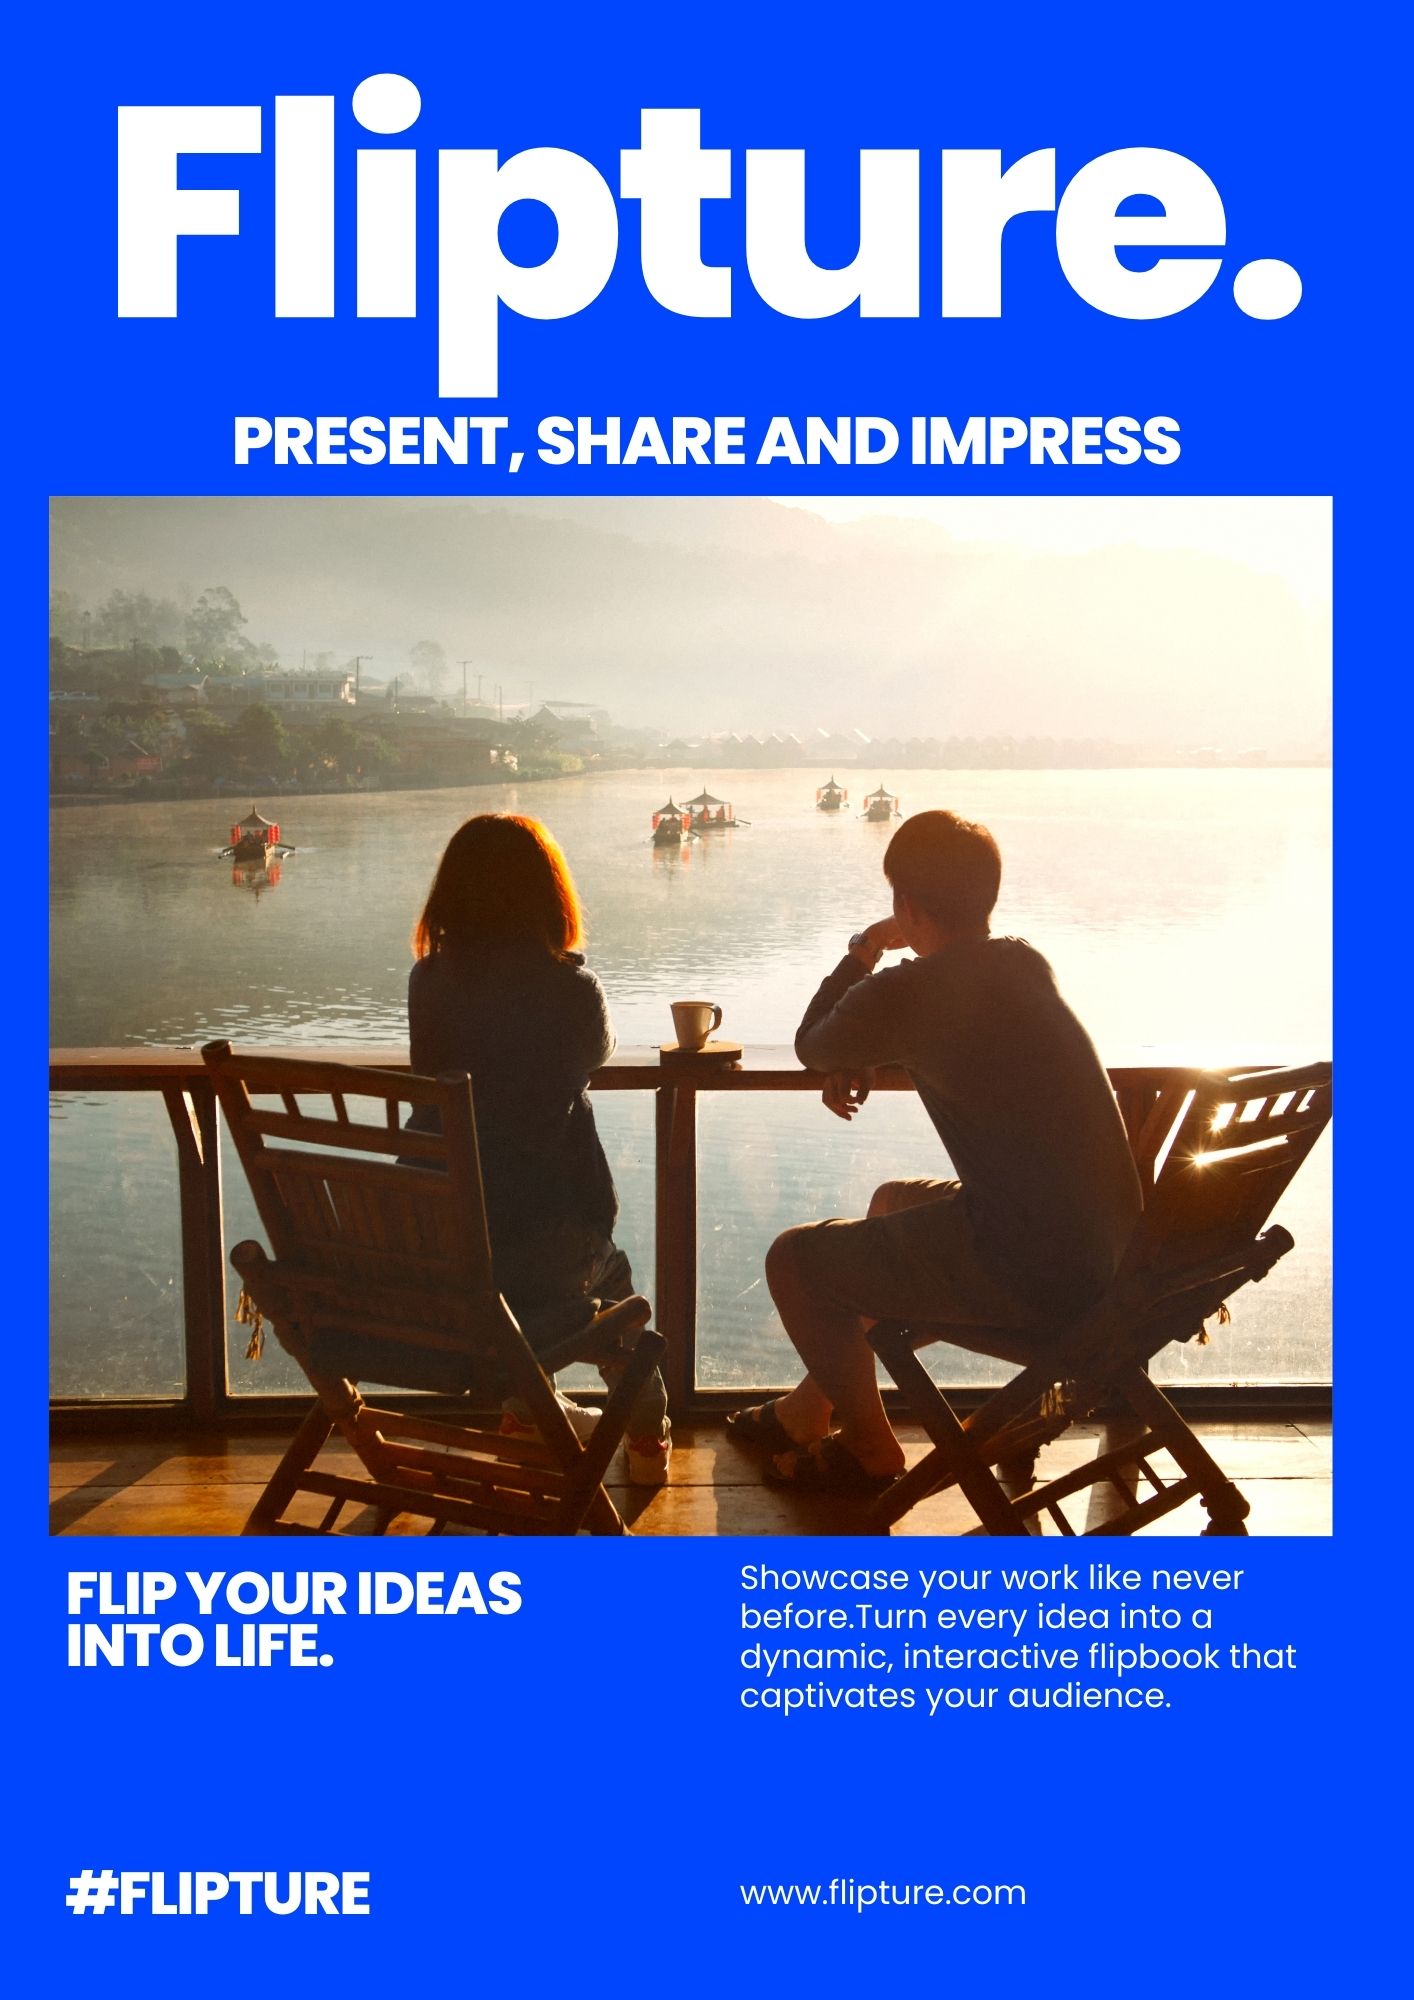 Flipture.
PRESENT, SHARE AND IMPRESS
FLIP YOUR IDEAS
INTO LIFE.
Showcase your work like never
before.Turn every idea into a
dynamic, interactive flipbook that
captivates your audience.
#FLIPTURE
www.flipture.com